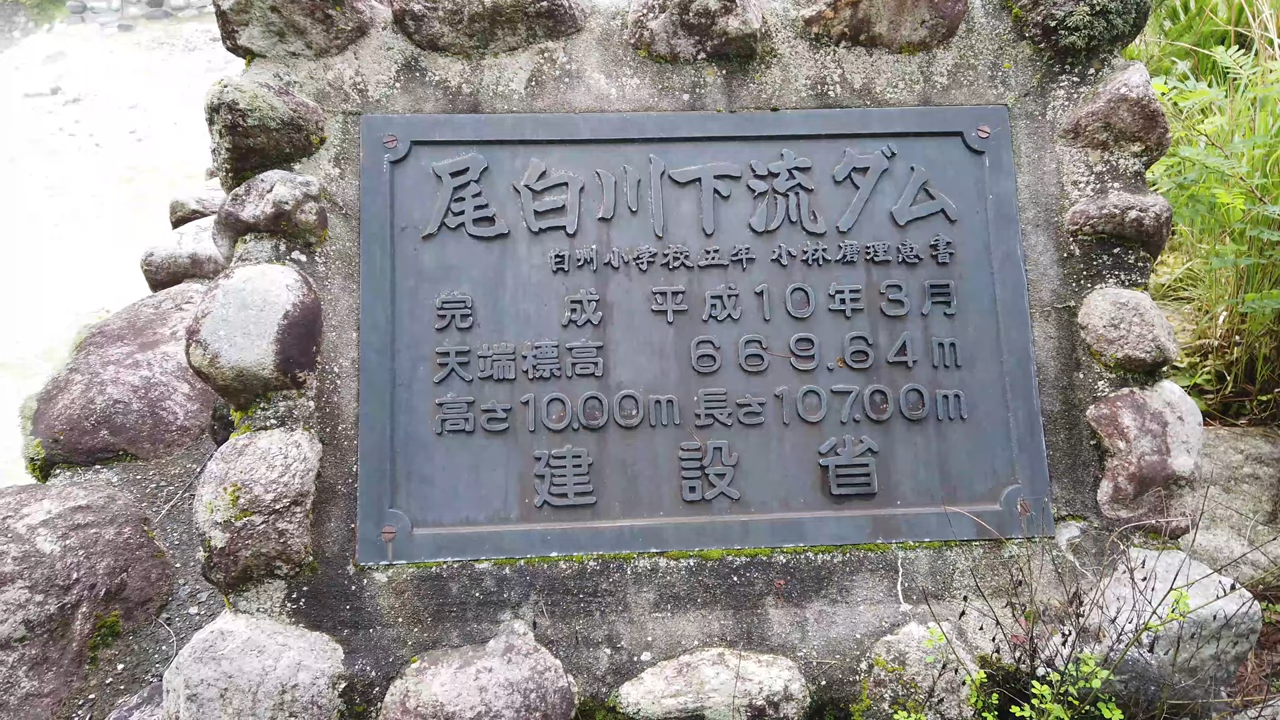 尾白川下流ダム
白州小学校五年 小林磨理恵書
完成 平成10年3月
天端標高 669.64m
高さ10.00m 長さ107.00m
建設省